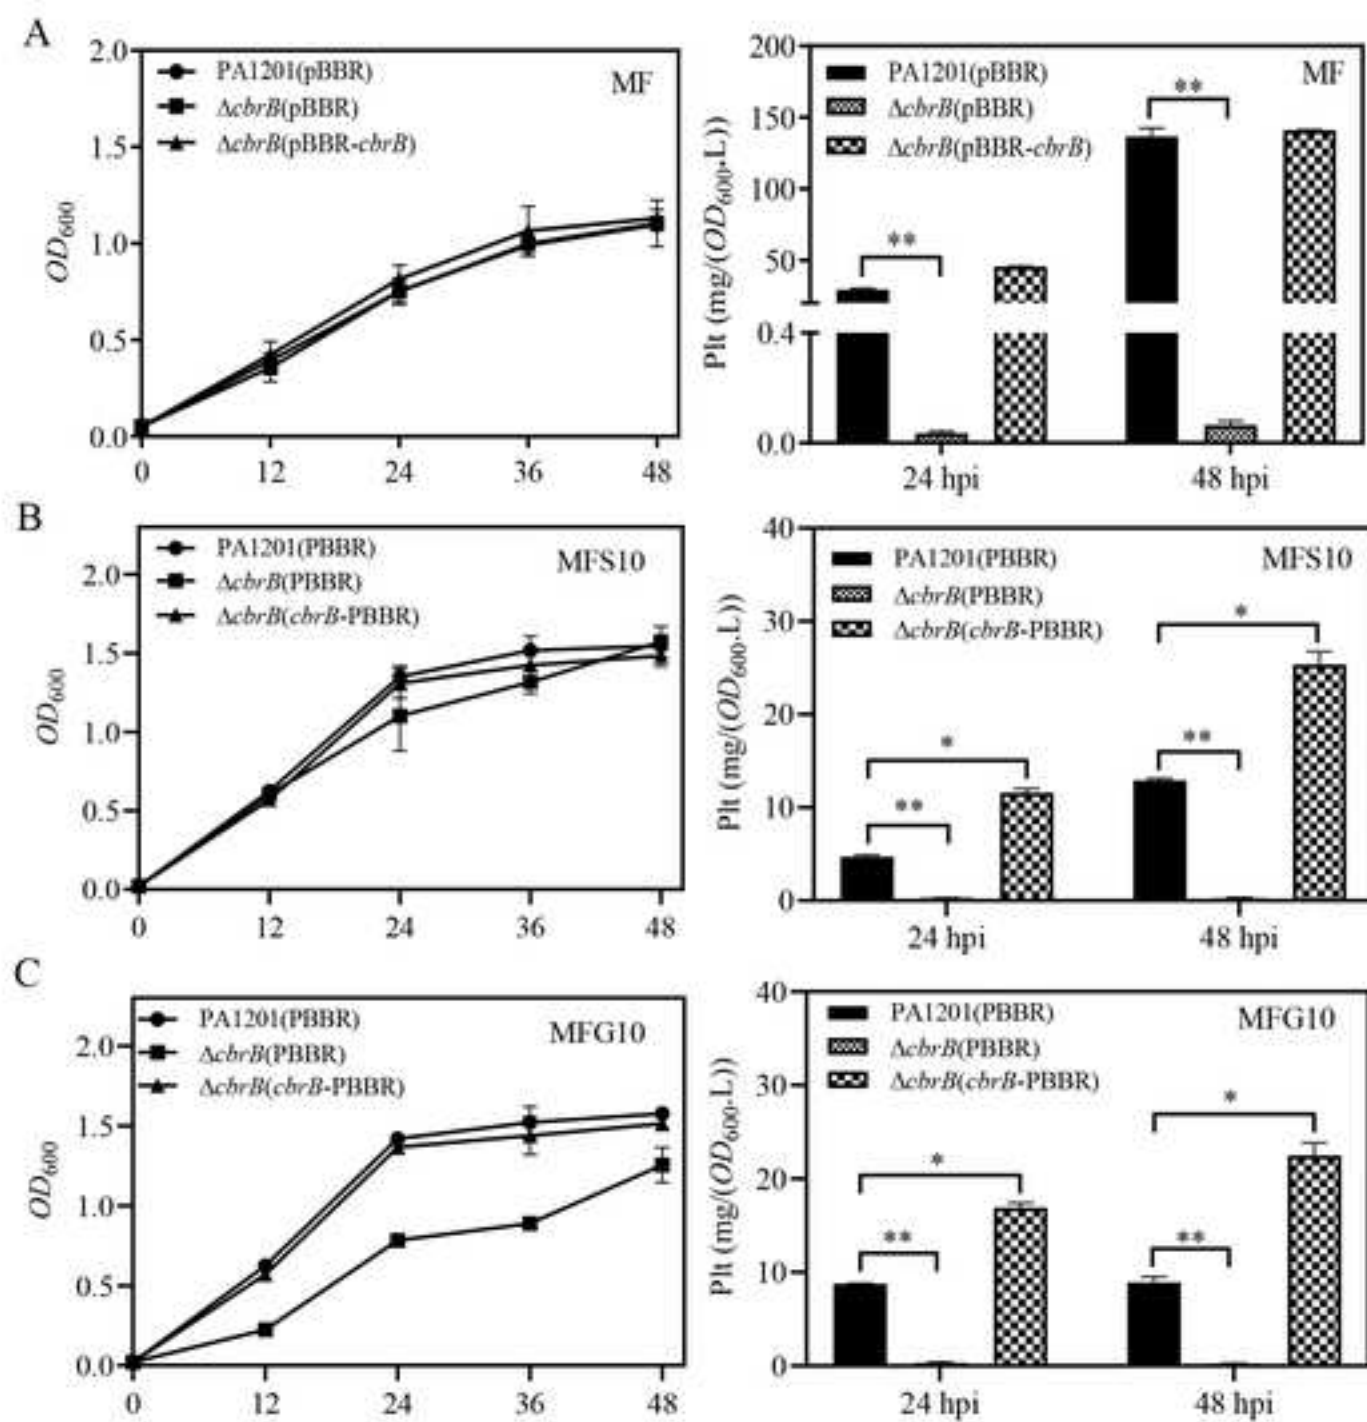 A
2.0
1.5
1.0
0.5
0.0
OD600
PA1201(pBBR)
ΔcbrB(pBBR)
ΔcbrB(pBBR-cbrB)
MF
0 12 24 36 48
200
150
100
50
0.4
0.0
Plt (mg/(OD600·L))
PA1201(pBBR)
ΔcbrB(pBBR)
ΔcbrB(pBBR-cbrB)
MF
**
**
24 hpi 48 hpi
B
2.0
1.5
1.0
0.5
0.0
OD600
PA1201(PBBR)
ΔcbrB(PBBR)
ΔcbrB(cbrB-PBBR)
MFS10
0 12 24 36 48
40
30
20
10
0
Plt (mg/(OD600·L))
PA1201(PBBR)
ΔcbrB(PBBR)
ΔcbrB(cbrB-PBBR)
MFS10
*
**
*
**
24 hpi 48 hpi
C
2.0
1.5
1.0
0.5
0.0
OD600
PA1201(PBBR)
ΔcbrB(PBBR)
ΔcbrB(cbrB-PBBR)
MFG10
0 12 24 36 48
40
30
20
10
0
Plt (mg/(OD600·L))
PA1201(PBBR)
ΔcbrB(PBBR)
ΔcbrB(cbrB-PBBR)
MFG10
*
*
**
**
24 hpi 48 hpi